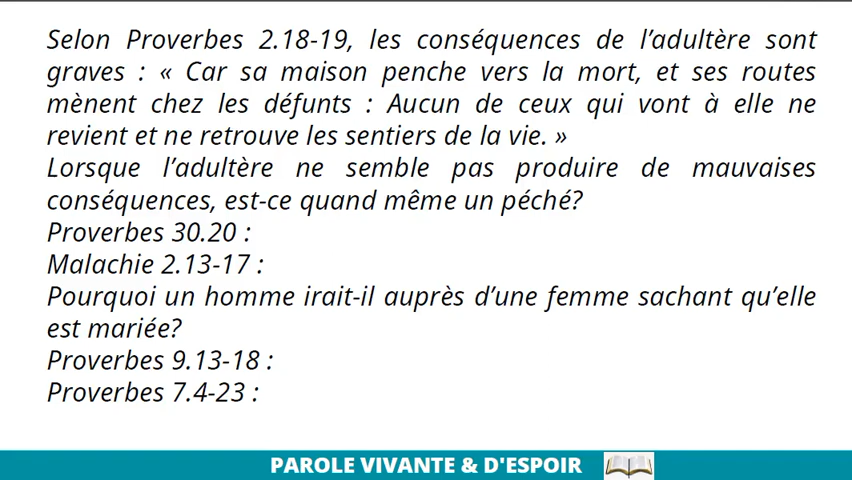 Selon Proverbes 2.18-19, les conséquences de l'adultère sont
graves : « Car sa maison penche vers la mort, et ses routes
mènent chez les défunts : Aucun de ceux qui vont à elle ne
revient et ne retrouve les sentiers de la vie. »
Lorsque l'adultère ne semble pas produire de mauvaises
conséquences, est-ce quand même un péché?
Proverbes 30.20 :
Malachie 2.13-17 :
Pourquoi un homme irait-il auprès d'une femme sachant qu'elle
est mariée?
Proverbes 9.13-18 :
Proverbes 7.4-23 :
PAROLE VIVANTE & D'ESPOIR